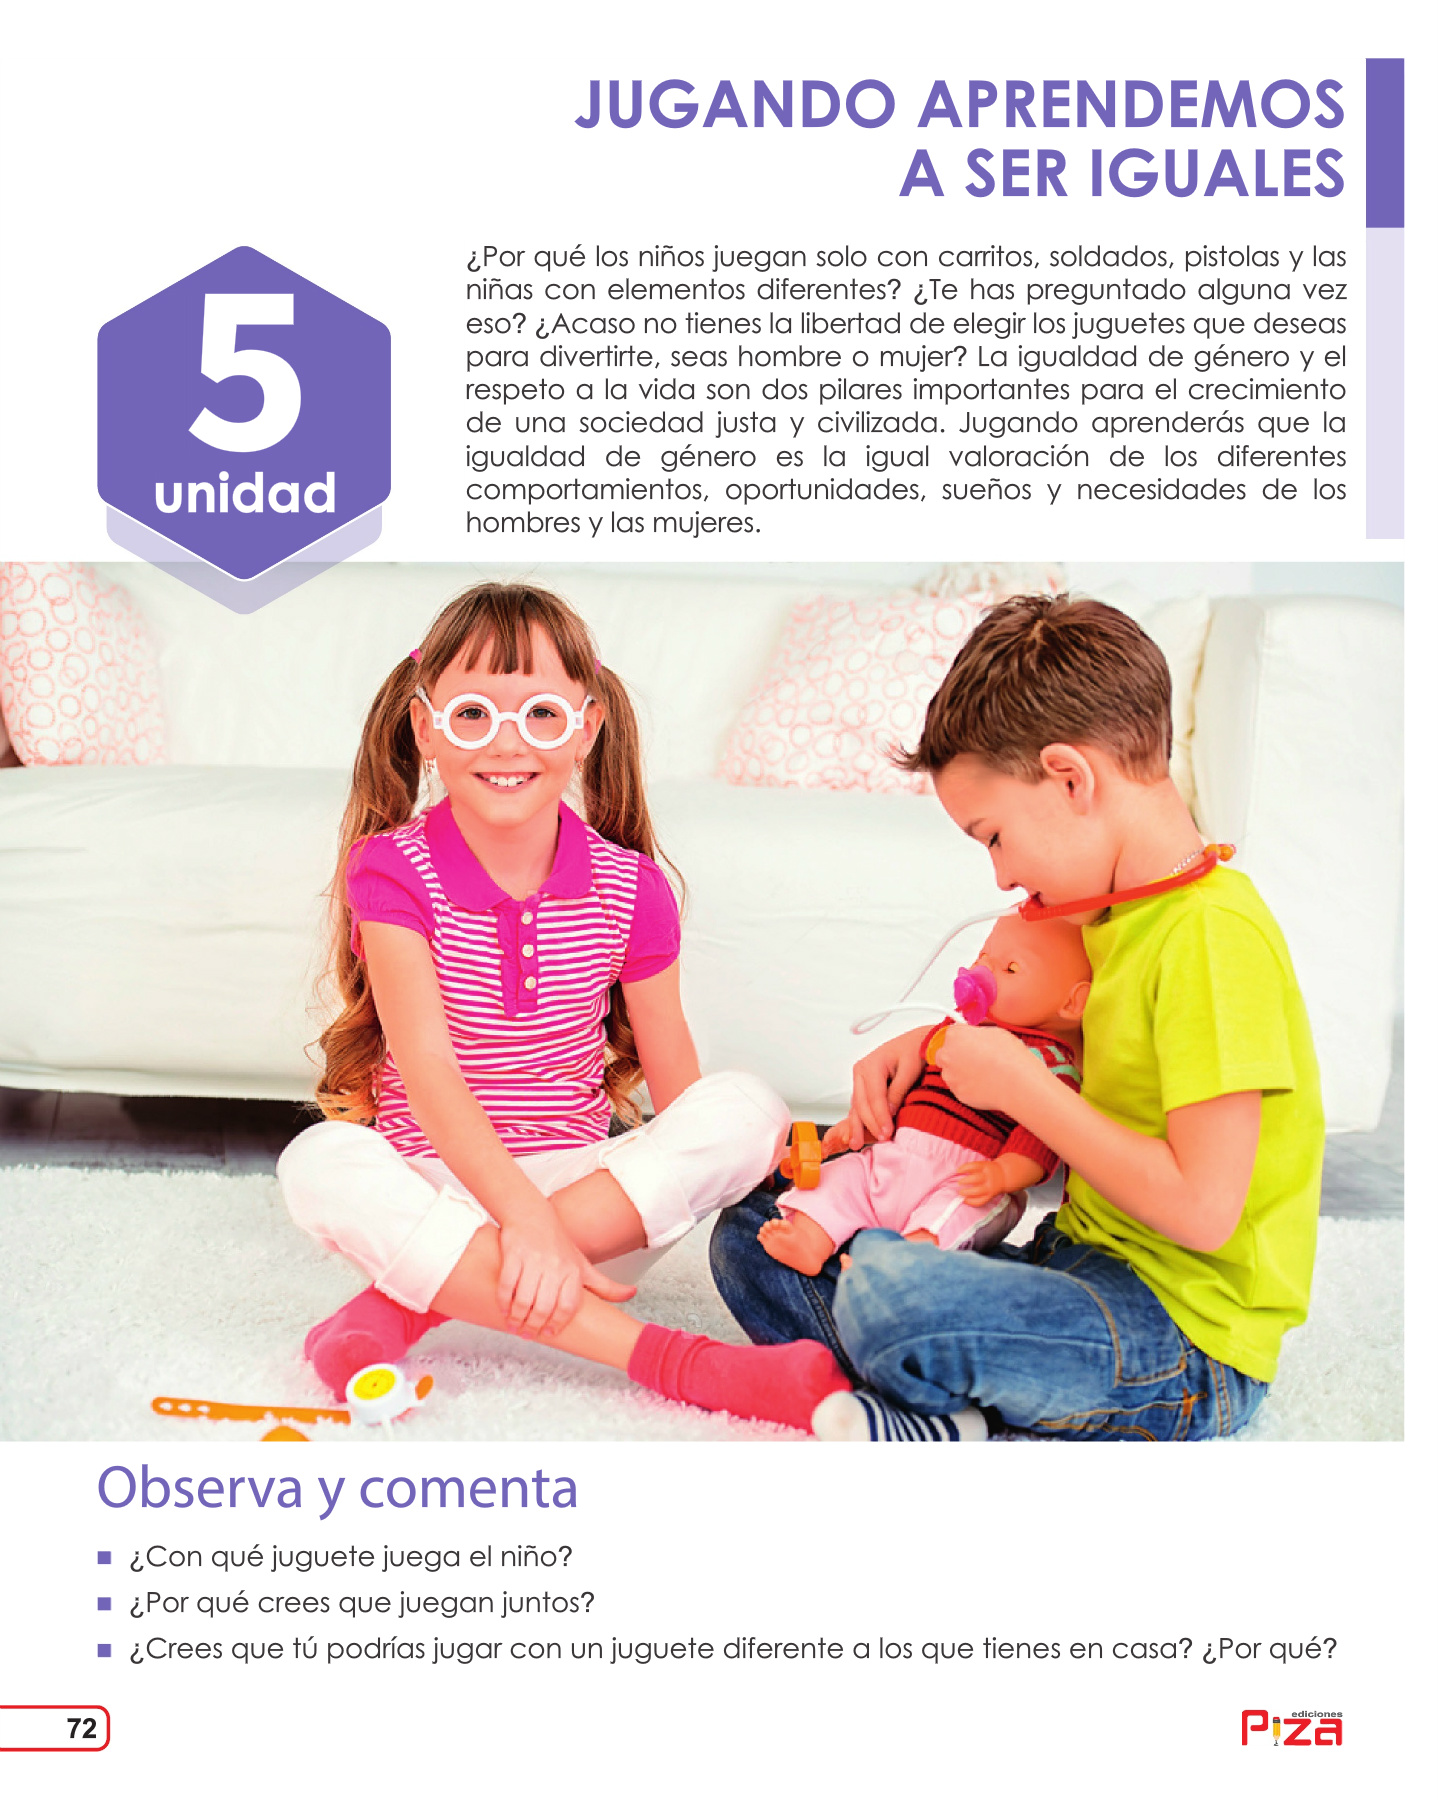 JUGANDO APRENDEMOS
A SER IGUALES
5
unidad
¿Por qué los niños juegan solo con carritos, soldados, pistolas y las
niñas con elementos diferentes? ¿Te has preguntado alguna vez
eso? ¿Acaso no tienes la libertad de elegir los juguetes que deseas
para divertirte, seas hombre o mujer? La igualdad de género y el
respeto a la vida son dos pilares importantes para el crecimiento
de una sociedad justa y civilizada. Jugando aprenderás que la
igualdad de género es la igual valoración de los diferentes
comportamientos, oportunidades, sueños y necesidades de los
hombres y las mujeres.
Observa y comenta
¿Con qué juguete juega el niño?
¿Por qué crees que juegan juntos?
¿Crees que tú podrías jugar con un juguete diferente a los que tienes en casa? ¿Por qué?
72
ediciones
Piza